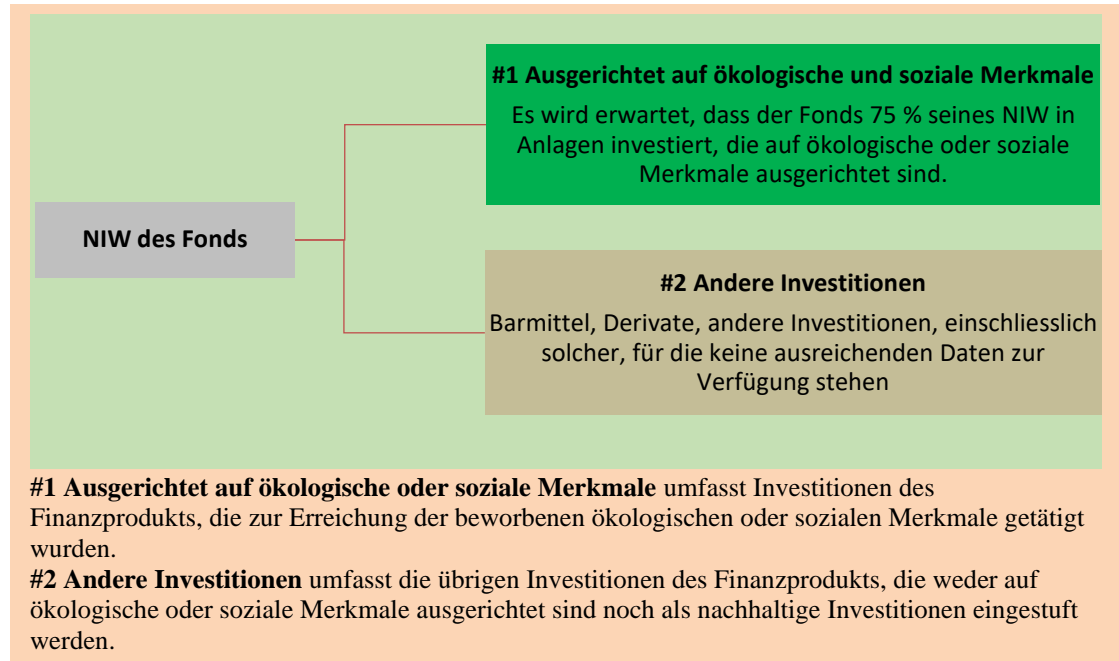 #1 Ausgerichtet auf ökologische und soziale Merkmale
Es wird erwartet, dass der Fonds 75 % seines NIW in
Anlagen investiert, die auf ökologische oder soziale
Merkmale ausgerichtet sind.
NIW des Fonds
#2 Andere Investitionen
Barmittel, Derivate, andere Investitionen, einschliesslich
solcher, für die keine ausreichenden Daten zur
Verfügung stehen
#1 Ausgerichtet auf ökologische oder soziale Merkmale umfasst Investitionen des
Finanzprodukts, die zur Erreichung der beworbenen ökologischen oder sozialen Merkmale getätigt
wurden.
#2 Andere Investitionen umfasst die übrigen Investitionen des Finanzprodukts, die weder auf
ökologische oder soziale Merkmale ausgerichtet sind noch als nachhaltige Investitionen eingestuft
werden.